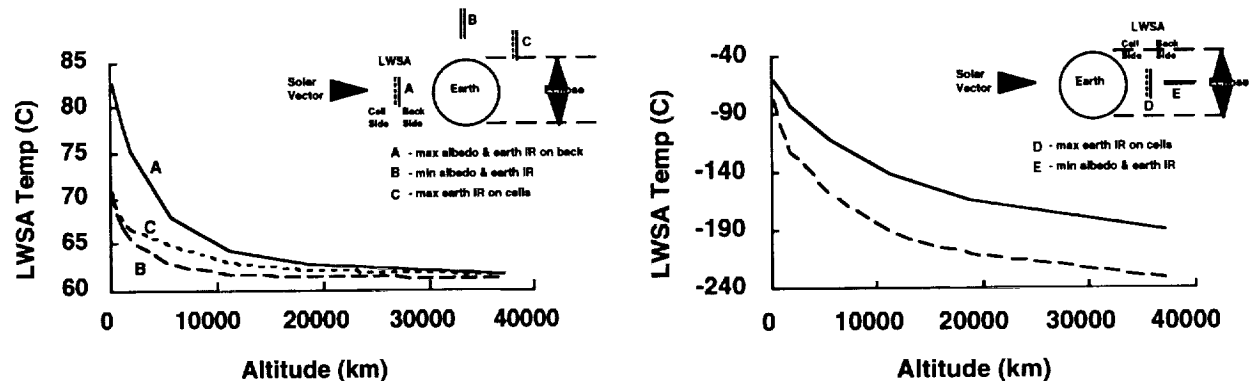 LWSA Temp (C)
85
80
75
70
65
60
0
10000
20000
30000
40000
Altitude (km)
A
C
B
B
C
LWSA
Solar
Vector
A
Earth
Cell
Side
Back
Side
A - max albedo & earth IR on back
B - min albedo & earth IR
C - max earth IR on cells
LWSA Temp (C)
-40
-90
-140
-190
-240
0
10000
20000
30000
40000
Altitude (km)
LWSA
Cell
Side
Back
Side
Solar
Vector
Earth
E
D
D - max earth IR on cells
E - min albedo & earth IR